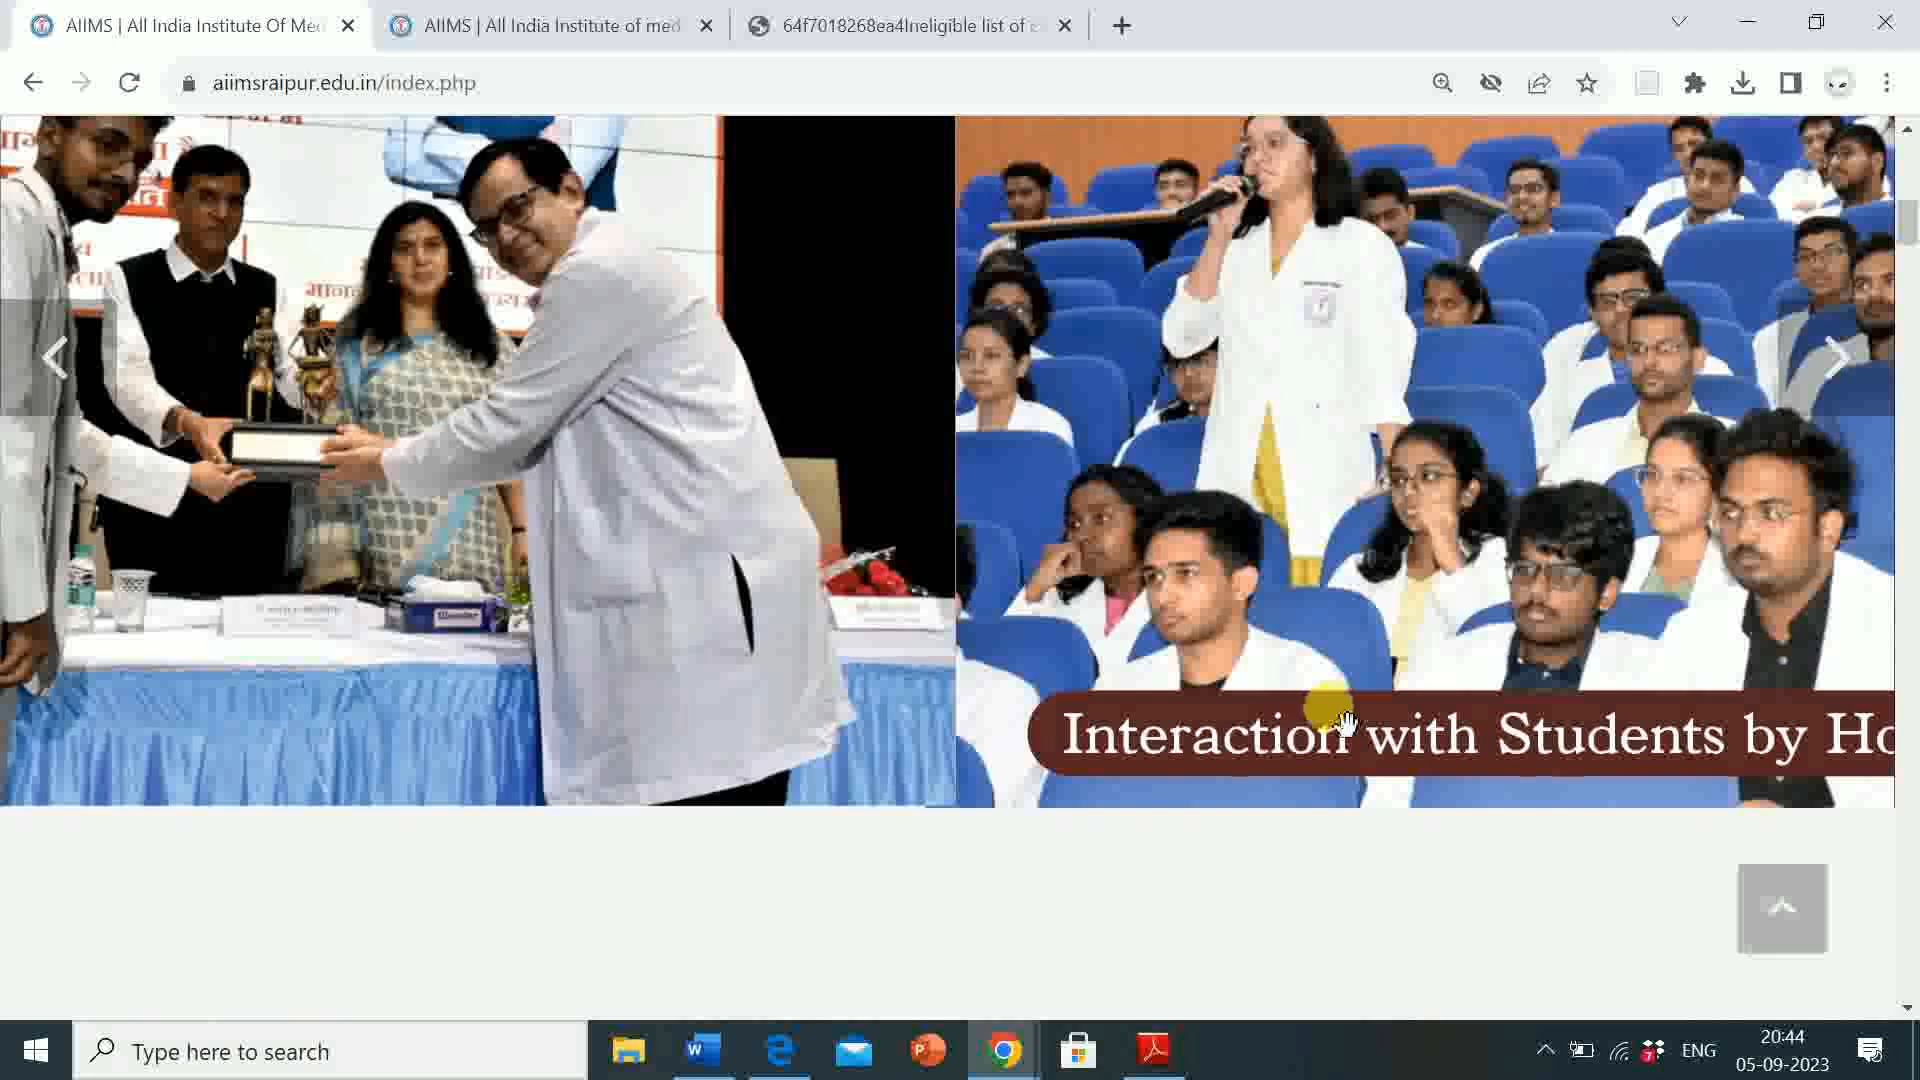 AIIMS | All India Institute Of Med
AIIMS | All India Institute of med
64f7018268ea4Ineligible list of e
aiimsraipur.edu.in/index.php
Interaction with Students by Ho
Type here to search
ENG
20:44
05-09-2023